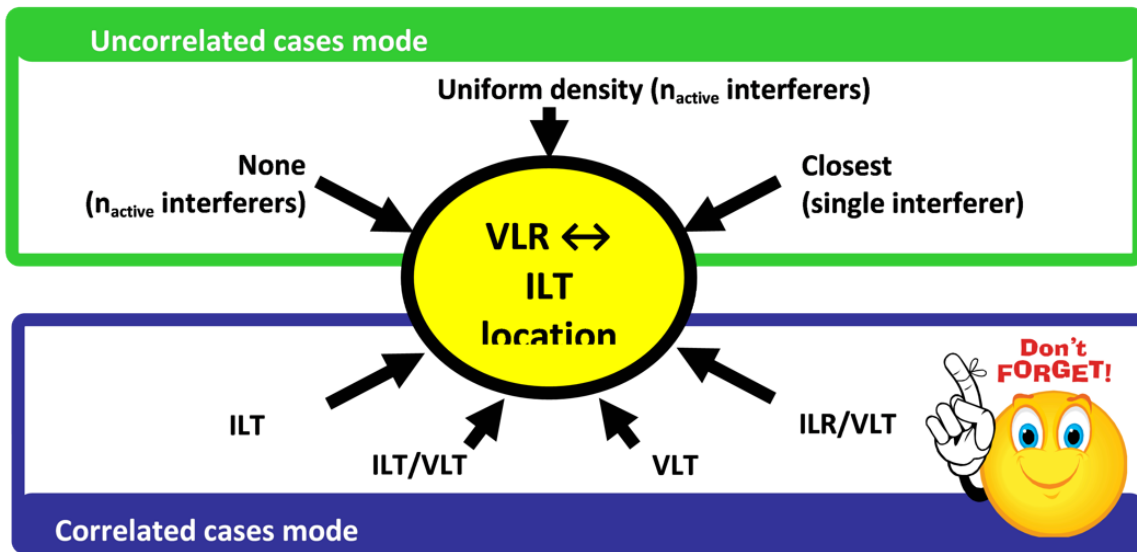 Uncorrelated cases mode
Uniform density (nactive interferers)
None
(nactive interferers)
Closest
(single interferer)
VLR ↔
ILT
location
Don't
FORGET!
ILT
ILR/VLT
ILT/VLT
VLT
Correlated cases mode